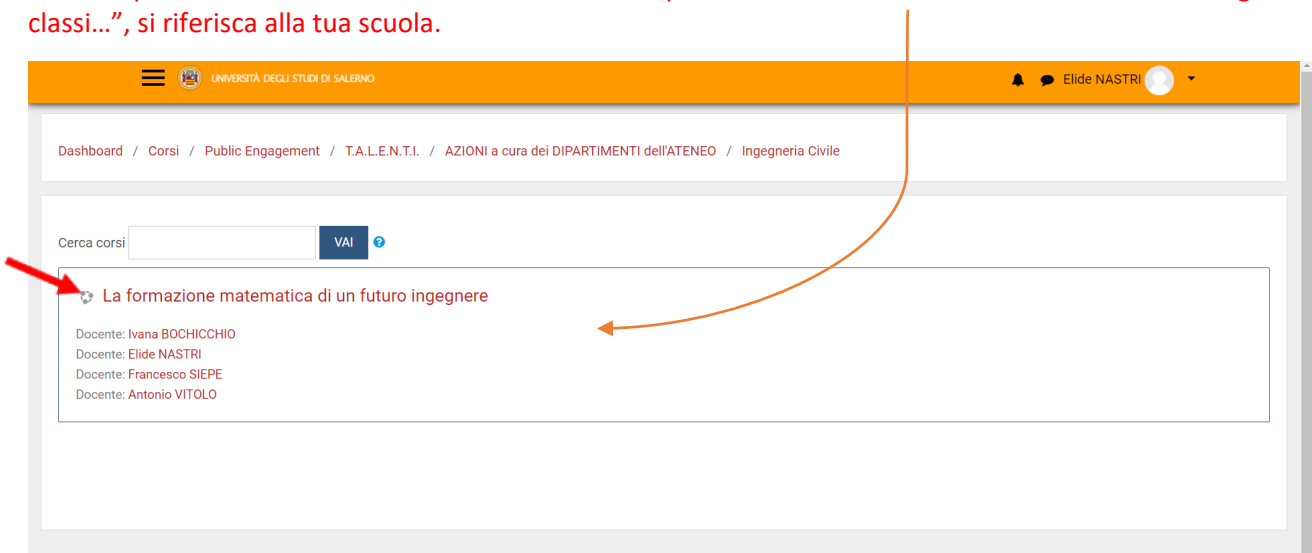 classi…”, si riferisca alla tua scuola.
UNIVERSITÀ DEGLI STUDI DI SALERNO
Elide NASTRI
Dashboard / Corsi / Public Engagement / T.A.L.E.N.T.I. / AZIONI a cura dei DIPARTIMENTI dell'ATENEO / Ingegneria Civile
Cerca corsi VAI
La formazione matematica di un futuro ingegnere
Docente: Ivana BOCHICCHIO
Docente: Elide NASTRI
Docente: Francesco SIEPE
Docente: Antonio VITOLO